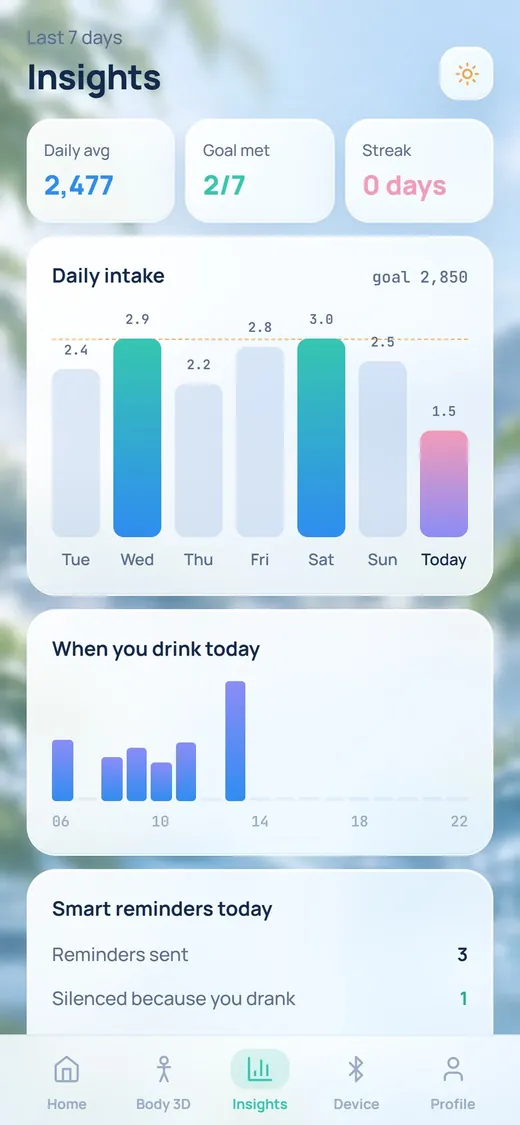 Last 7 days
Insights
Daily avg
2,477
Goal met
2/7
Streak
0 days
Daily intake
goal 2,850
2.4
2.9
2.2
2.8
3.0
2.5
1.5
Tue
Wed
Thu
Fri
Sat
Sun
Today
When you drink today
06
10
14
18
22
Smart reminders today
Reminders sent
3
Silenced because you drank
1
Home
Body 3D
Insights
Device
Profile